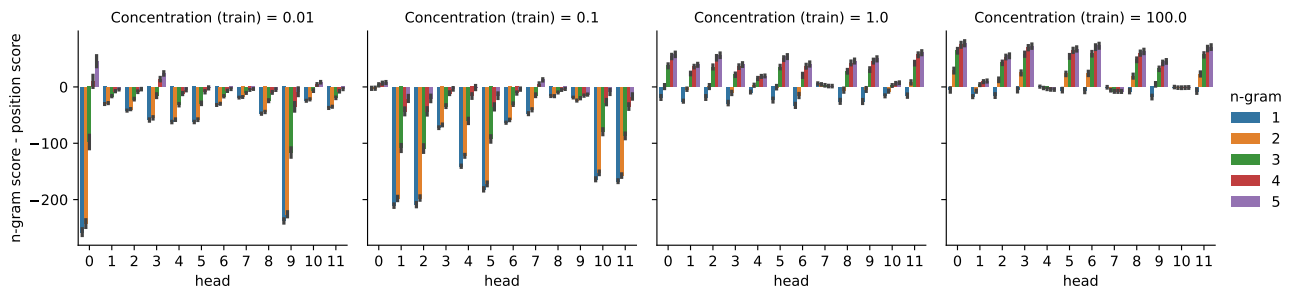 Concentration (train) = 0.01
Concentration (train) = 0.1
Concentration (train) = 1.0
Concentration (train) = 100.0
n-gram score - position score
0
−100
−200
0 1 2 3 4 5 6 7 8 9 10 11
0 1 2 3 4 5 6 7 8 9 10 11
0 1 2 3 4 5 6 7 8 9 10 11
0 1 2 3 4 5 6 7 8 9 10 11
head
head
head
head
n-gram
1
2
3
4
5